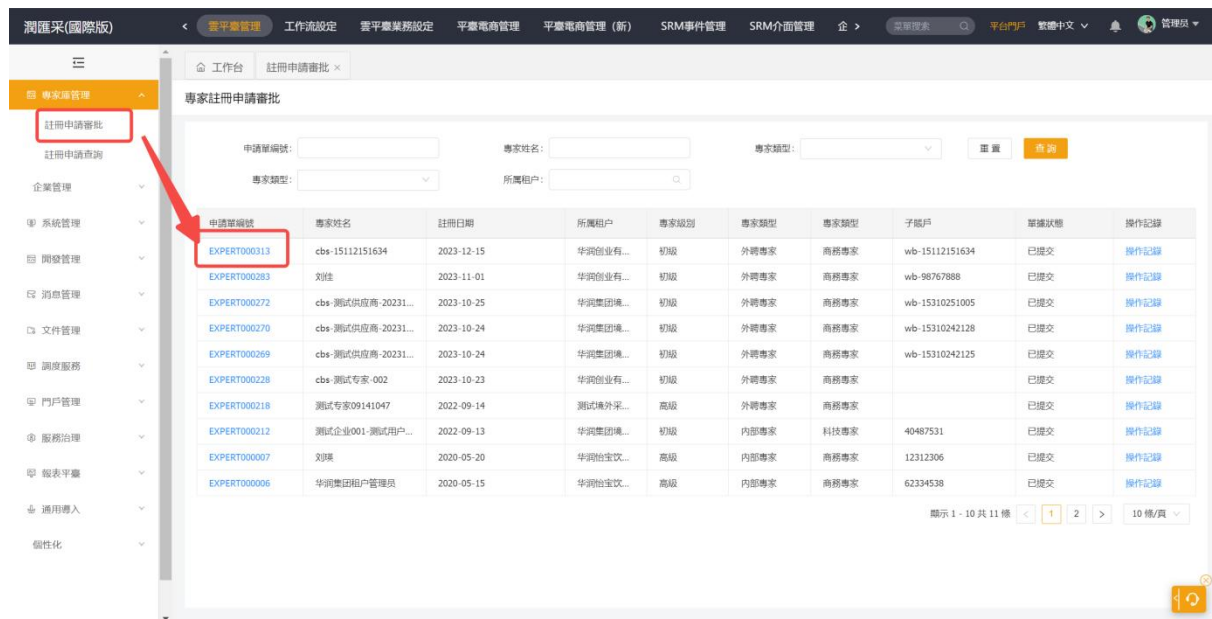 潤匯采(國際版)
雲平臺管理 工作流設定 雲平臺業務設定 平臺電商管理 平臺電商管理（新） SRM事件管理 SRM介面管理 企 菜單搜索 平台門戶 繁體中文 管理员
工作台 註冊申請審批
專家庫管理
註冊申請審批
註冊申請查詢
企業管理
系統管理
開發管理
消息管理
文件管理
調度服務
門戶管理
服務治理
報表平臺
通用導入
個性化
專家註冊申請審批
申請單編號: 專家姓名: 專家類型: 重置 查詢
專家類型: 所屬租户:
申請單編號 專家姓名 註冊日期 所屬租户 專家級別 專家類型 專家類型 子賬戶 單據狀態 操作記錄
EXPERT000313 cbs-15112151634 2023-12-15 华润创业有... 初級 外聘專家 商務專家 wb-15112151634 已提交 操作記錄
EXPERT000283 刘佳 2023-11-01 华润创业有... 初級 外聘專家 商務專家 wb-98767888 已提交 操作記錄
EXPERT000272 cbs-测试供应商-20231... 2023-10-25 华润集团境... 初級 外聘專家 商務專家 wb-15310251005 已提交 操作記錄
EXPERT000270 cbs-测试供应商-20231... 2023-10-24 华润集团境... 初級 外聘專家 商務專家 wb-15310242128 已提交 操作記錄
EXPERT000269 cbs-测试供应商-20231... 2023-10-24 华润集团境... 初級 外聘專家 商務專家 wb-15310242125 已提交 操作記錄
EXPERT000228 cbs-测试专家-002 2023-10-23 华润创业有... 初級 外聘專家 商務專家 已提交 操作記錄
EXPERT000218 测试专家09141047 2022-09-14 测试境外采... 高級 外聘專家 商務專家 已提交 操作記錄
EXPERT000212 测试企业001-测试用户... 2022-09-13 华润集团境... 初級 内部專家 科技專家 40487531 已提交 操作記錄
EXPERT000007 刘瑛 2020-05-20 华润怡宝饮... 高級 内部專家 商務專家 12312306 已提交 操作記錄
EXPERT000006 华润集团租户管理员 2020-05-15 华润怡宝饮... 高級 内部專家 商務專家 62334538 已提交 操作記錄
顯示 1 - 10 共 11 條 < 1 2 > 10 條/頁